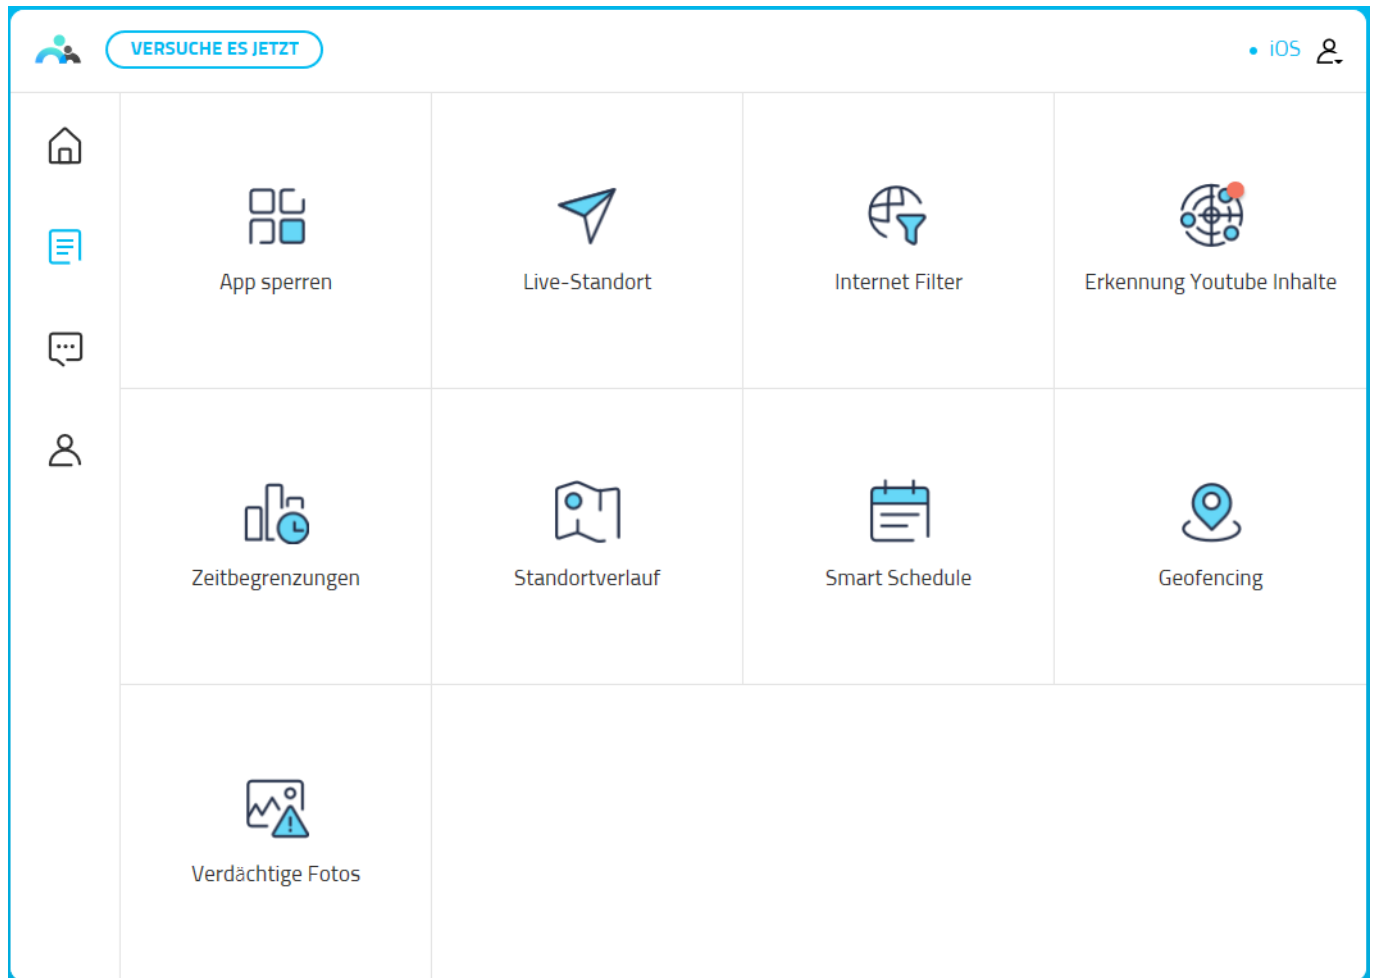 VERSUCHE ES JETZT
iOS
App sperren
Live-Standort
Internet Filter
Erkennung Youtube Inhalte
Zeitbegrenzungen
Standortverlauf
Smart Schedule
Geofencing
Verdächtige Fotos